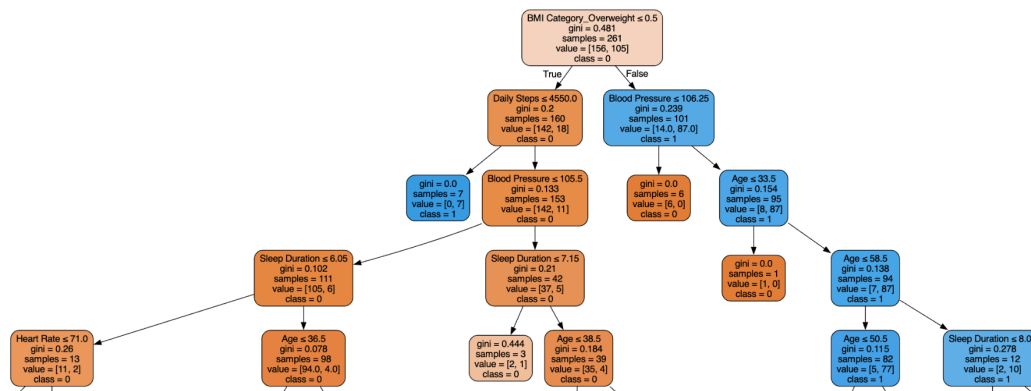 BMI Category_Overweight ≤ 0.5
gini = 0.481
samples = 261
value = [156, 105]
class = 0
True
False
Daily Steps ≤ 4550.0
gini = 0.2
samples = 160
value = [142, 18]
class = 0
Blood Pressure ≤ 106.25
gini = 0.239
samples = 101
value = [14.0, 87.0]
class = 1
gini = 0.0
samples = 7
value = [0, 7]
class = 1
Blood Pressure ≤ 105.5
gini = 0.133
samples = 153
value = [142, 11]
class = 0
gini = 0.0
samples = 6
value = [6, 0]
class = 0
Age ≤ 33.5
gini = 0.154
samples = 95
value = [8, 87]
class = 1
Sleep Duration ≤ 6.05
gini = 0.102
samples = 111
value = [105, 6]
class = 0
Sleep Duration ≤ 7.15
gini = 0.21
samples = 42
value = [37, 5]
class = 0
gini = 0.0
samples = 1
value = [1, 0]
class = 0
Age ≤ 58.5
gini = 0.138
samples = 94
value = [7, 87]
class = 1
Heart Rate ≤ 71.0
gini = 0.26
samples = 13
value = [11, 2]
class = 0
Age ≤ 36.5
gini = 0.078
samples = 98
value = [94.0, 4.0]
class = 0
gini = 0.444
samples = 3
value = [2, 1]
class = 0
Age ≤ 38.5
gini = 0.184
samples = 39
value = [35, 4]
class = 0
Age ≤ 50.5
gini = 0.115
samples = 82
value = [5, 77]
class = 1
Sleep Duration ≤ 8.0
gini = 0.278
samples = 12
value = [2, 10]
class = 1